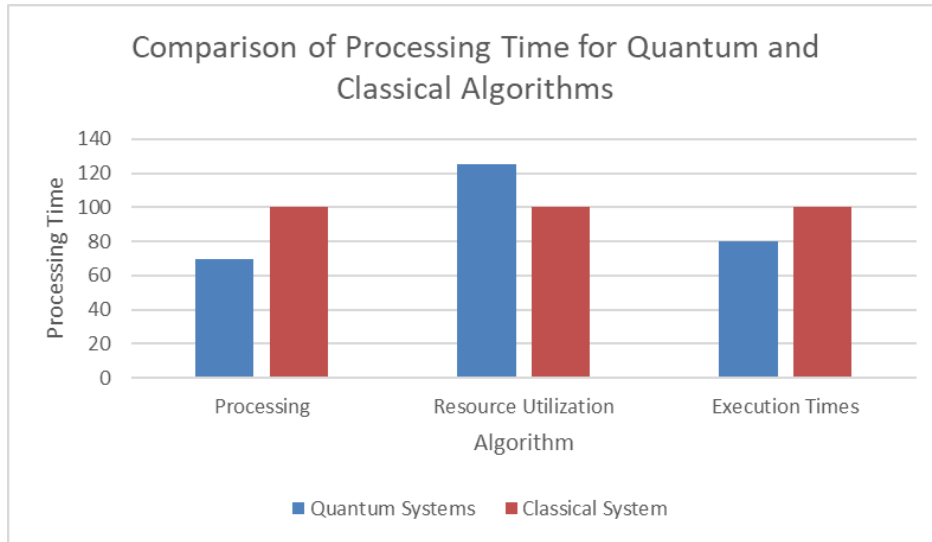 Comparison of Processing Time for Quantum and
Classical Algorithms
Processing Time
140
120
100
80
60
40
20
0
Processing
Resource Utilization
Execution Times
Algorithm
Quantum Systems
Classical System